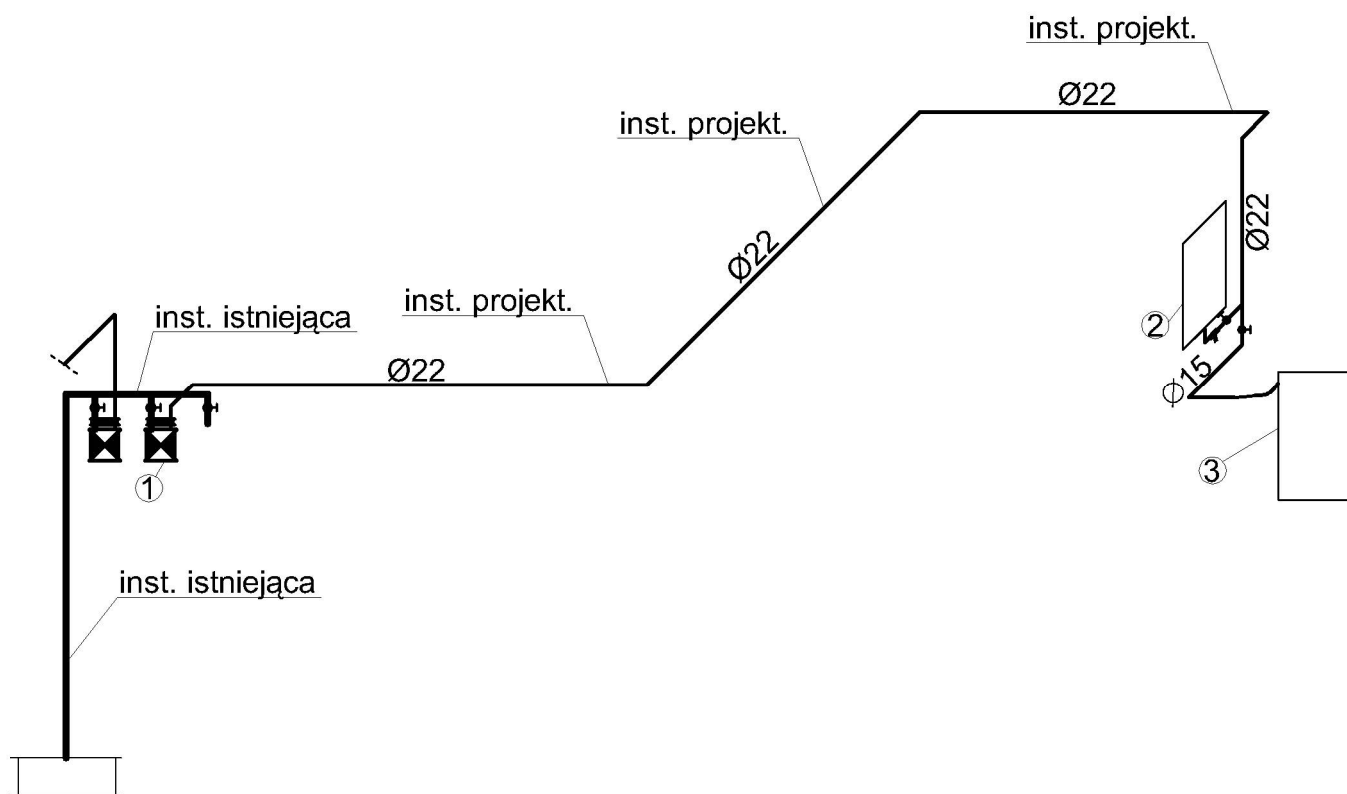 inst. projekt.
Ø22
inst. projekt.
Ø22
Ø22
inst. projekt.
inst. istniejąca
2
Ø22
Ø15
3
1
inst. istniejąca